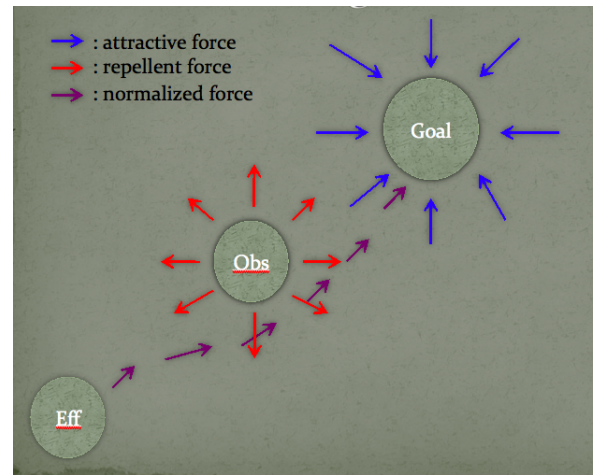 : attractive force
: repellent force
: normalized force
Goal
Obs
Eff